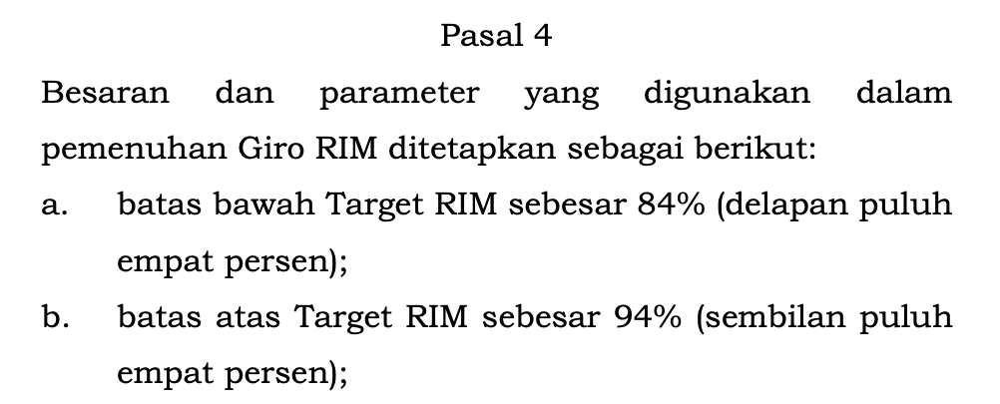 Pasal 4
Besaran dan parameter yang digunakan dalam
pemenuhan Giro RIM ditetapkan sebagai berikut:
a. batas bawah Target RIM sebesar 84% (delapan puluh
empat persen);
b. batas atas Target RIM sebesar 94% (sembilan puluh
empat persen);